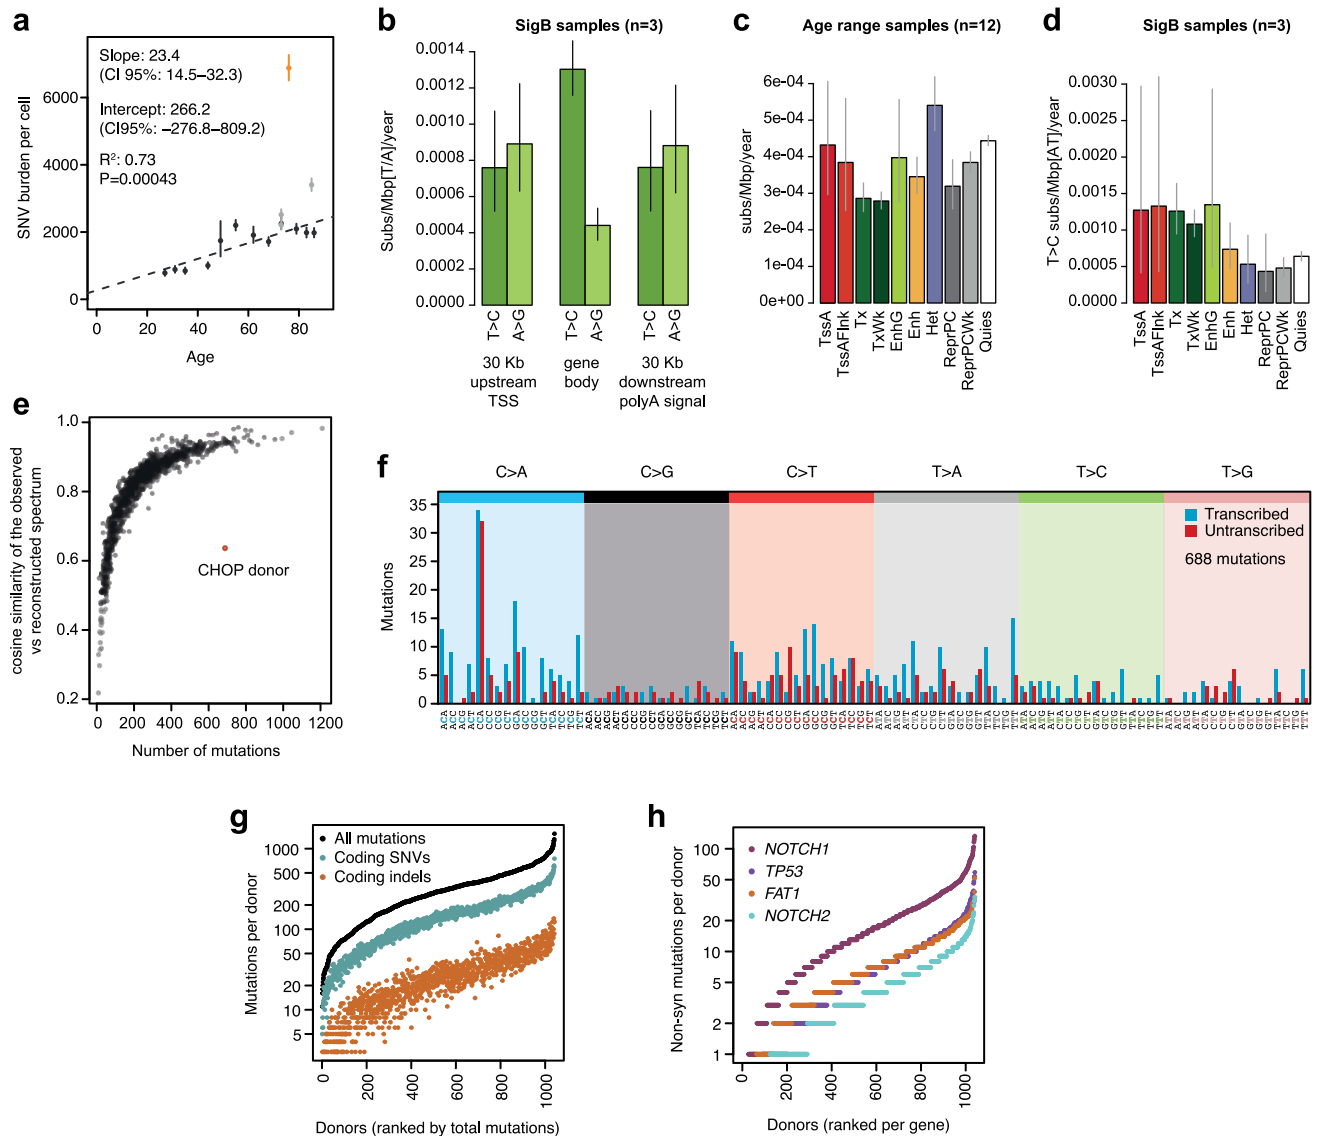 a
SNV burden per cell
6000
4000
2000
0
Slope: 23.4
(CI 95%: 14.5–32.3)
Intercept: 266.2
(CI95%: −276.8–809.2)
R²: 0.73
P=0.00043
0 20 40 60 80
Age
b
SigB samples (n=3)
Subs/Mbp[T/A]/year
0.0014
0.0012
0.0010
0.0008
0.0006
0.0004
0.0002
0.0000
T>C A>G T>C A>G T>C A>G
30 Kb upstream TSS
gene body
30 Kb downstream polyA signal
c
Age range samples (n=12)
subs/Mbp/year
6e-04
5e-04
4e-04
3e-04
2e-04
1e-04
0e+00
TssA TssAFlnk Tx TxWk EnhG Enh Het ReprPC ReprPCWk Quies
d
SigB samples (n=3)
T>C subs/Mbp[AT]/year
0.0030
0.0025
0.0020
0.0015
0.0010
0.0005
0.0000
TssA TssAFlnk Tx TxWk EnhG Enh Het ReprPC ReprPCWk Quies
e
cosine similarity of the observed
vs reconstructed spectrum
1.0
0.8
0.6
0.4
0.2
CHOP donor
0 200 400 600 800 1000 1200
Number of mutations
f
C>A C>G C>T T>A T>C T>G
Mutations
35
30
25
20
15
10
5
0
Transcribed
Untranscribed
688 mutations
g
Mutations per donor
1000
500
200
100
50
20
10
5
All mutations
Coding SNVs
Coding indels
0 200 400 600 800 1000
Donors (ranked by total mutations)
h
Non-syn mutations per donor
100
50
20
10
5
2
1
NOTCH1
TP53
FAT1
NOTCH2
0 200 400 600 800 1000
Donors (ranked per gene)